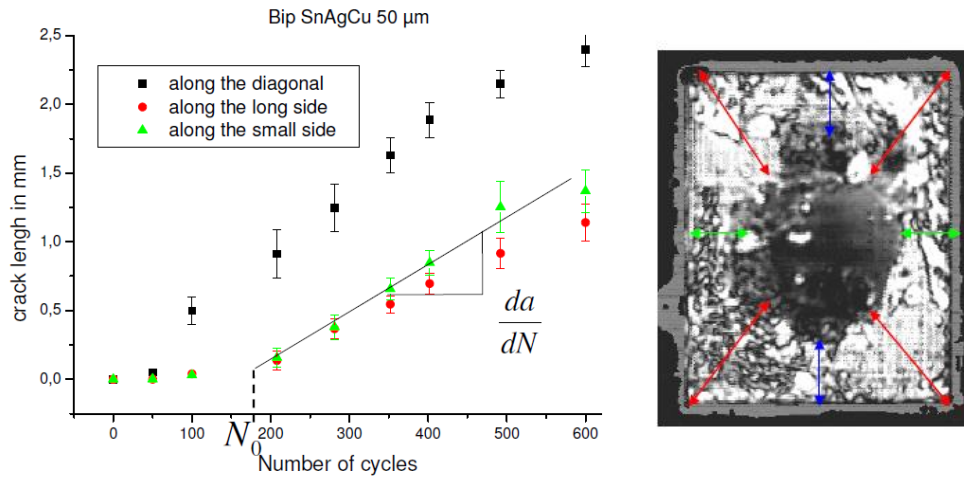 Bip SnAgCu 50 µm
along the diagonal
along the long side
along the small side
crack lengh in mm
2,5
2,0
1,5
1,0
0,5
0,0
da
dN
N0
0 100 200 300 400 500 600
Number of cycles